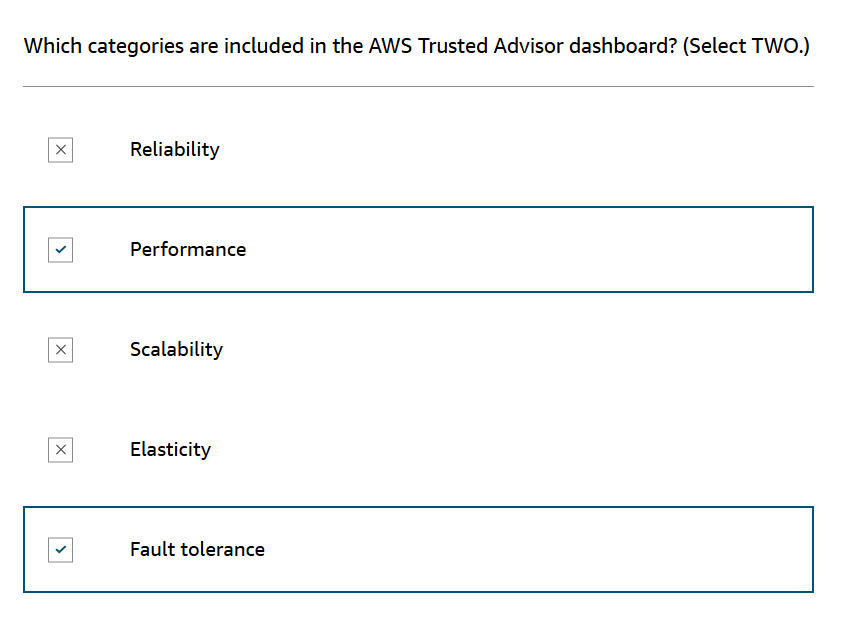 Which categories are included in the AWS Trusted Advisor dashboard? (Select TWO.)
Reliability
Performance
Scalability
Elasticity
Fault tolerance